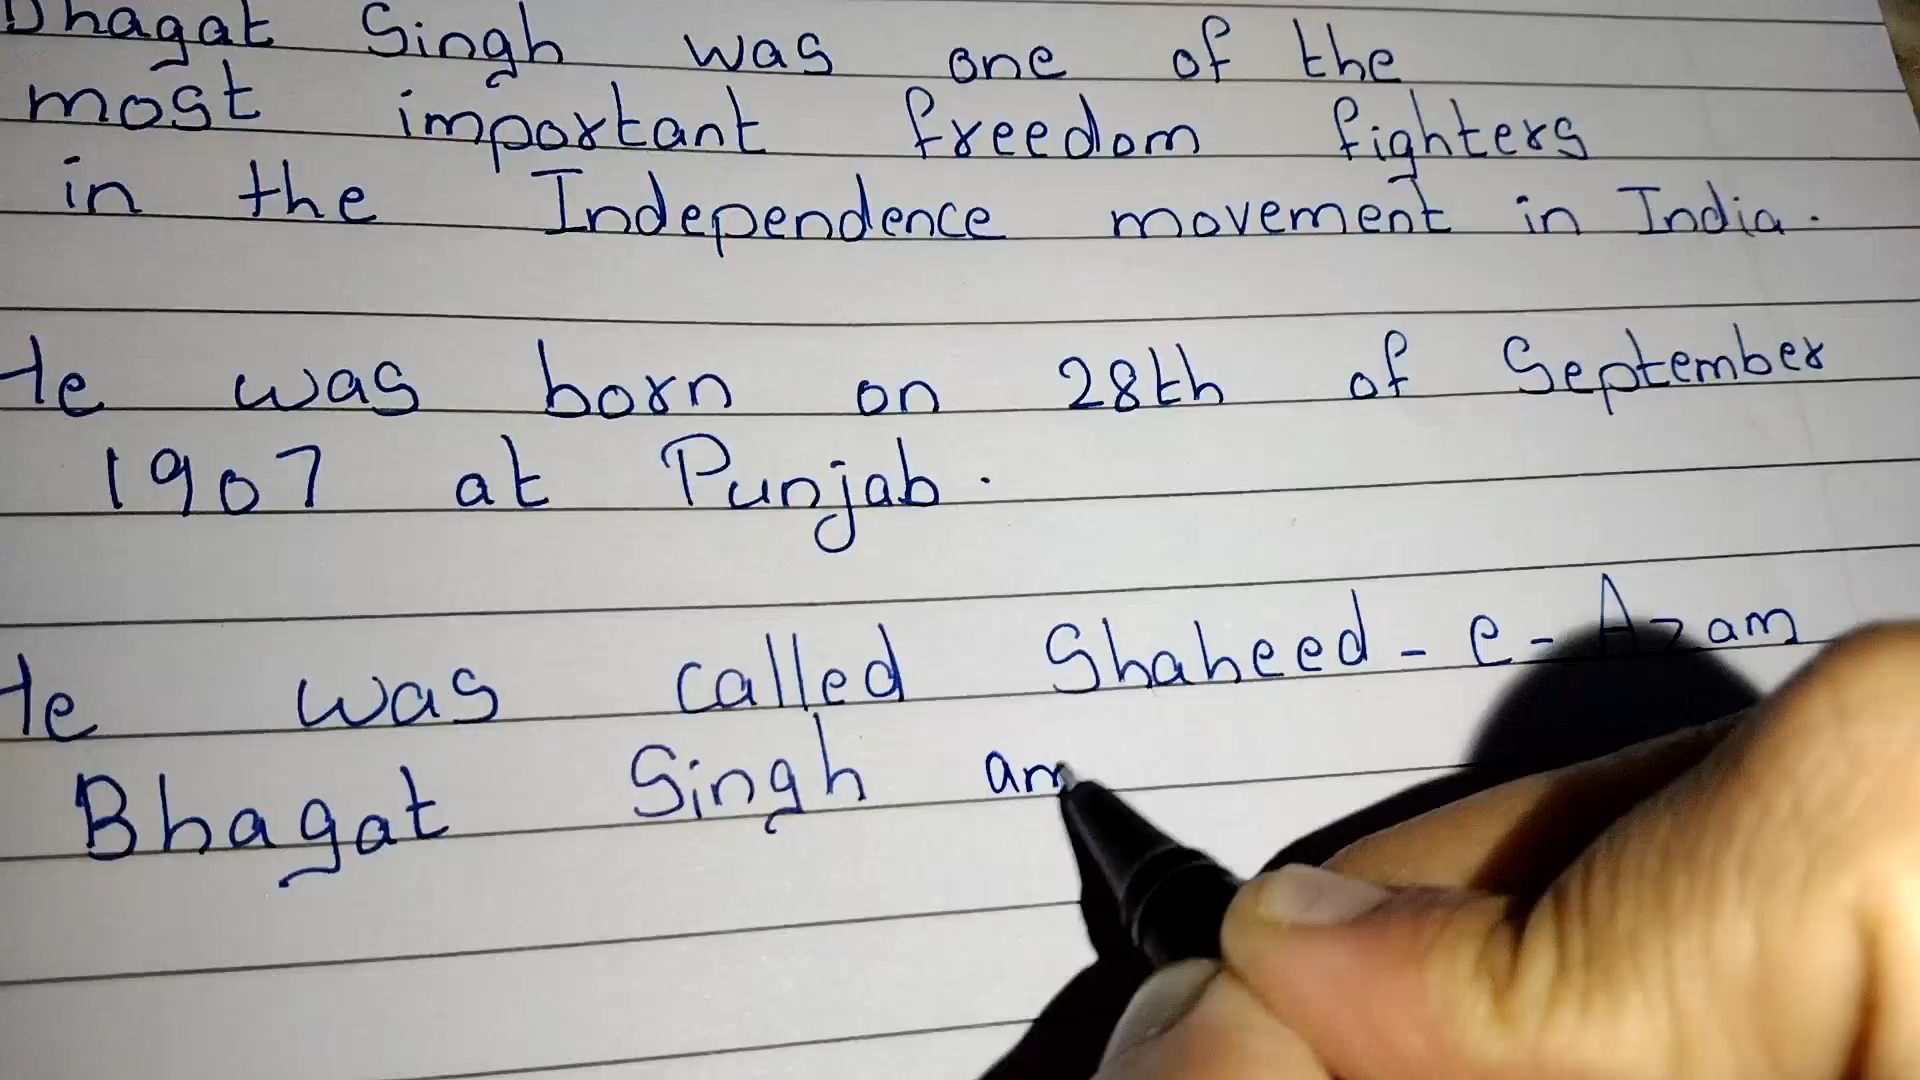 Bhagat Singh was one of the
most important freedom fighters
in the Independence movement in India.
He was born on 28th of September
1907 at Punjab.
He was called Shaheed-e-Azam
Bhagat Singh